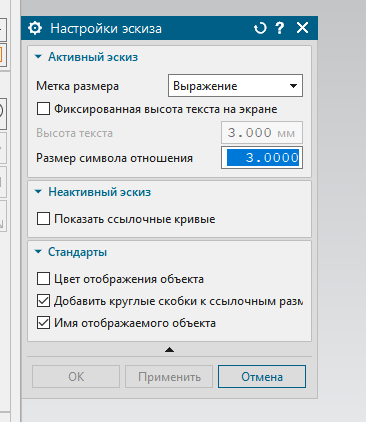 Настройки эскиза
Активный эскиз
Метка размера Выражение
Фиксированная высота текста на экране
Высота текста 3.000 мм
Размер символа отношения 3.0000
Неактивный эскиз
Показать ссылочные кривые
Стандарты
Цвет отображения объекта
Добавить круглые скобки к ссылочным разм
Имя отображаемого объекта
ОК Применить Отмена